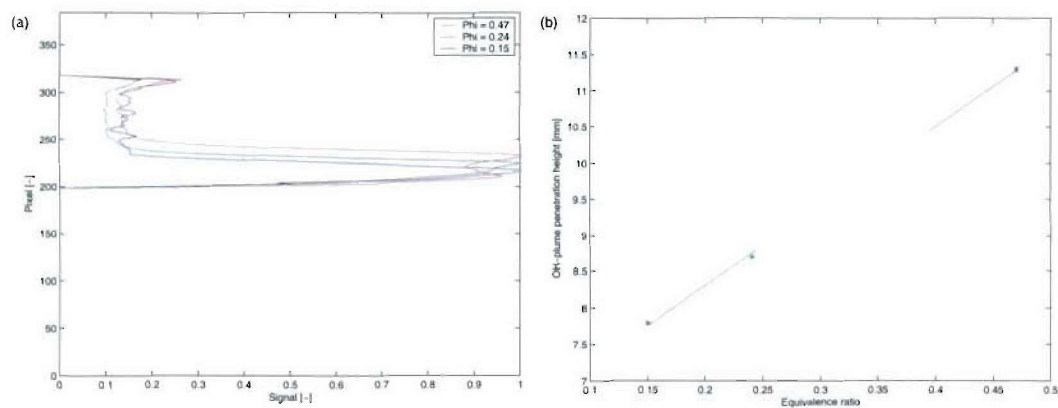 (a)
350
300
250
200
150
100
50
0
Pixel [-]
0 0.1 0.2 0.3 0.4 0.5 0.6 0.7 0.8 0.9 1
Signal [-]
Phi = 0.47
Phi = 0.24
Phi = 0.15
(b)
12
11.5
11
10.5
10
9.5
9
8.5
8
7.5
7
OH-plume penetration height [mm]
0.1 0.15 0.2 0.25 0.3 0.35 0.4 0.45 0.5
Equivalence ratio